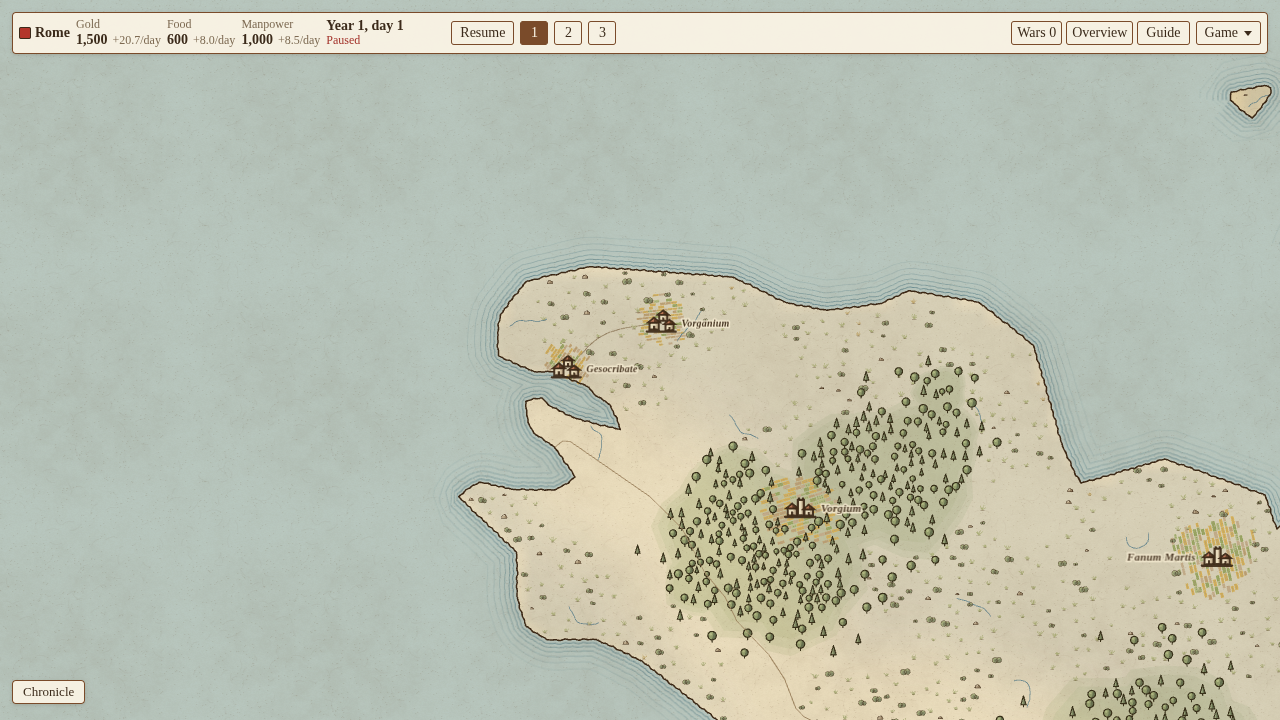 Rome
Gold
1,500 +20.7/day
Food
600 +8.0/day
Manpower
1,000 +8.5/day
Year 1, day 1
Paused
Resume
1
2
3
Wars 0
Overview
Guide
Game
Vorganium
Gesocribate
Vorgium
Fanum Martis
Chronicle